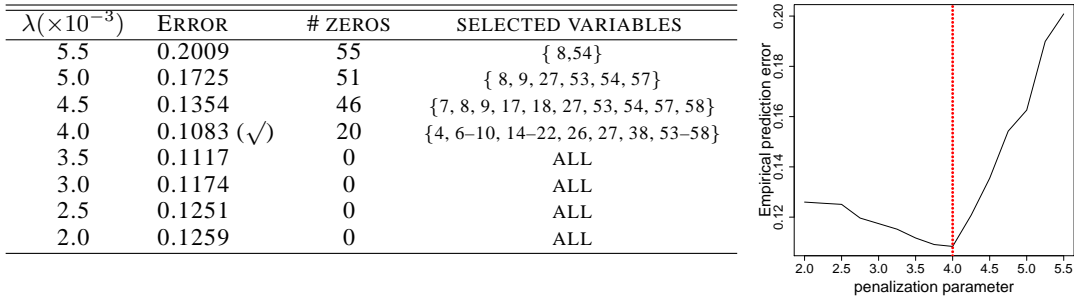 λ(×10⁻³) ERROR # ZEROS SELECTED VARIABLES
5.5 0.2009 55 { 8,54}
5.0 0.1725 51 { 8, 9, 27, 53, 54, 57}
4.5 0.1354 46 {7, 8, 9, 17, 18, 27, 53, 54, 57, 58}
4.0 0.1083 (√) 20 {4, 6–10, 14–22, 26, 27, 38, 53–58}
3.5 0.1117 0 ALL
3.0 0.1174 0 ALL
2.5 0.1251 0 ALL
2.0 0.1259 0 ALL
Empirical prediction error
0.20
0.18
0.16
0.14
0.12
2.0 2.5 3.0 3.5 4.0 4.5 5.0 5.5
penalization parameter